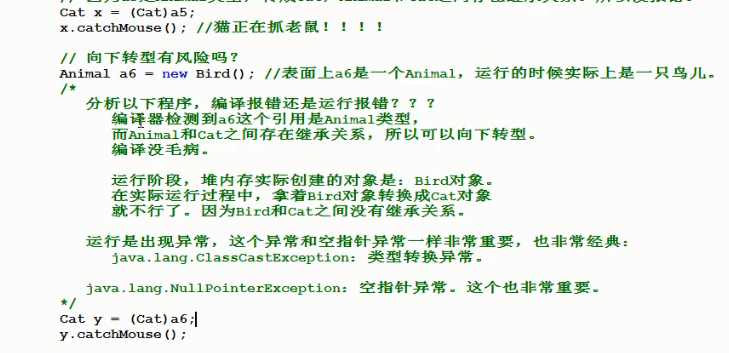 Cat x = (Cat)a5;
x.catMouse(); //猫正在抓老鼠！！！！
// 向下转型有风险吗？
Animal a6 = new Bird(); //表面上a6是一个Animal，运行的时候实际上是一只鸟儿。
/*
分析以下程序，编译报错还是运行报错？？？
编译器检测到a6这个引用是Animal类型，
而Animal和Cat之间存在继承关系，所以可以向下转型。
编译没毛病。
运行阶段，堆内存实际创建的对象是：Bird对象。
在实际运行过程中，拿着Bird对象转换成Cat对象
就不行了。因为Bird和Cat之间没有继承关系。
运行是出现异常，这个异常和空指针异常一样非常重要，也非常经典：
java.lang.ClassCastException：类型转换异常。
java.lang.NullPointerException：空指针异常。这个也非常重要。
*/
Cat y = (Cat)a6;
y.catchMouse();